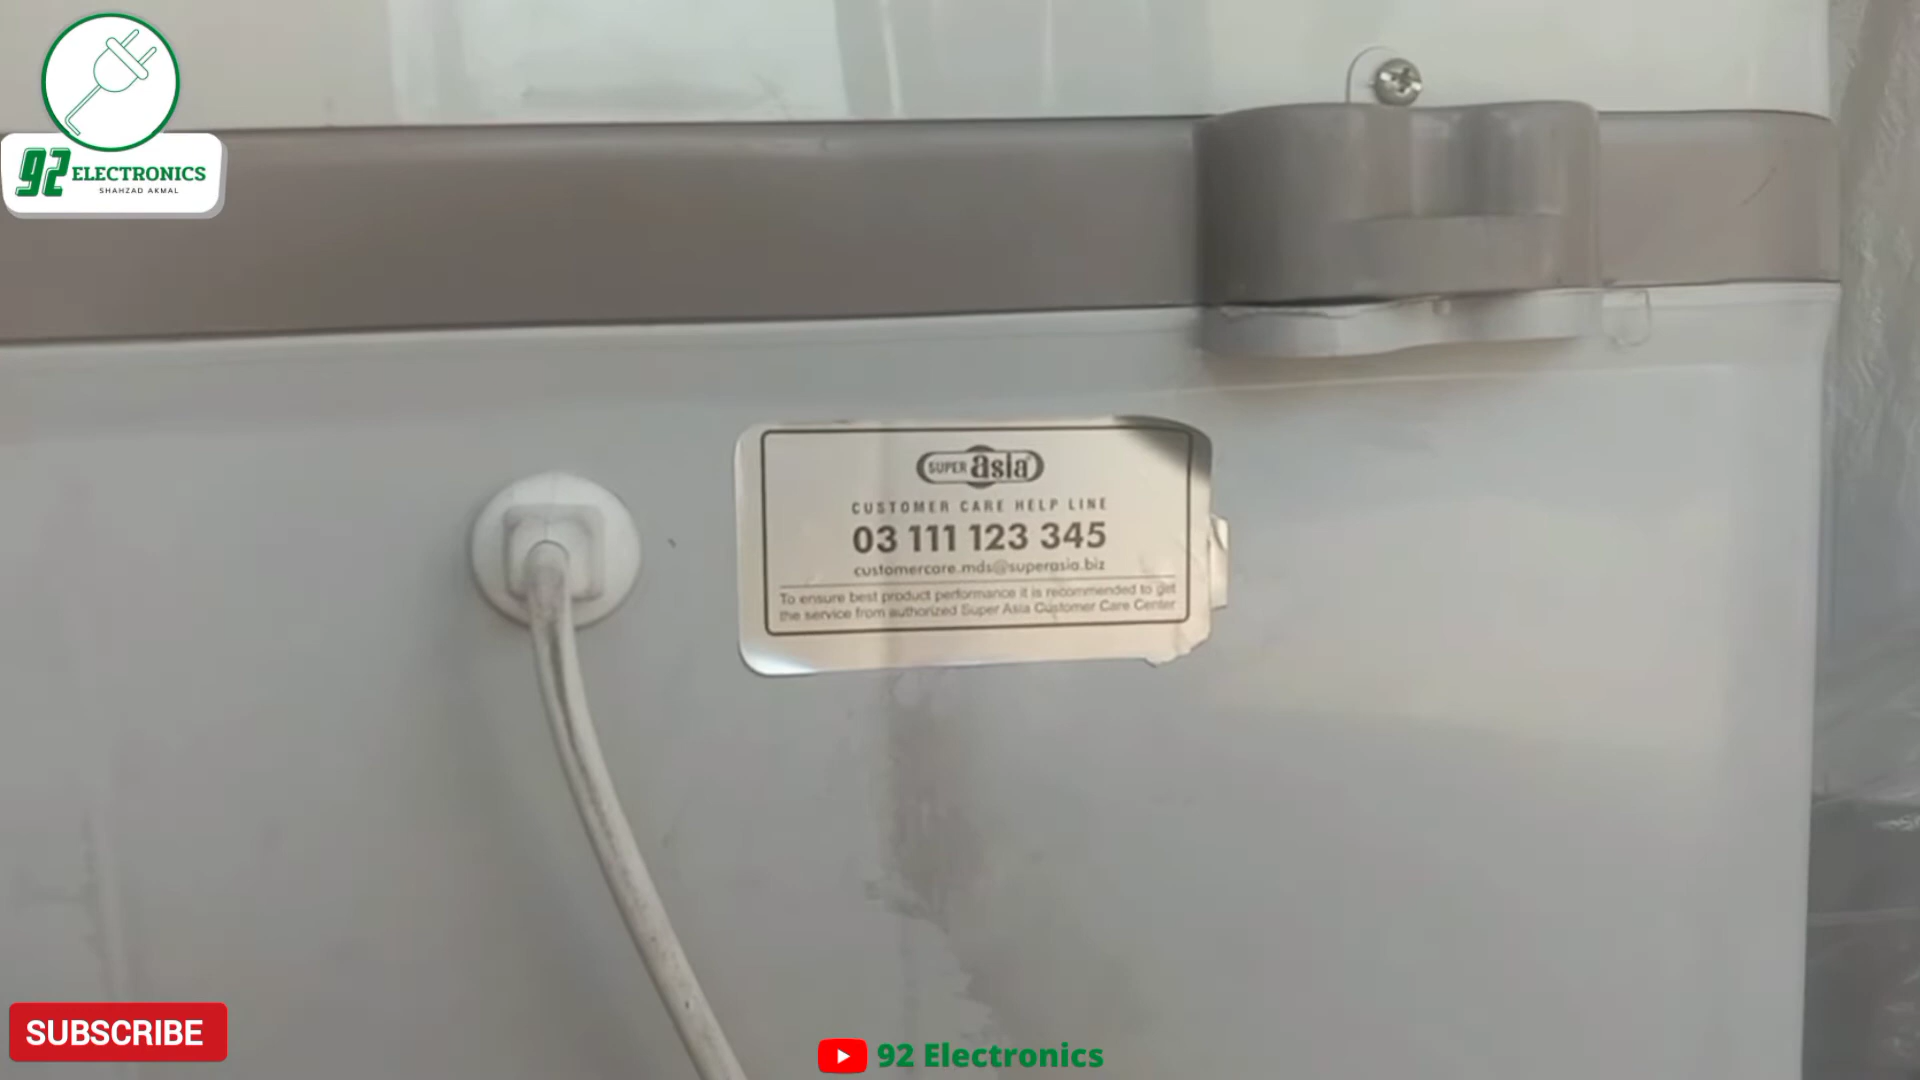 92 ELECTRONICS
SHAHZAD AKMAL
SUPER asia
CUSTOMER CARE HELP LINE
03 111 123 345
customercare.mds@superasia.biz
To ensure best product performance it is recommended to get
the service from authorized Super Asia Customer Care Center
SUBSCRIBE
92 Electronics